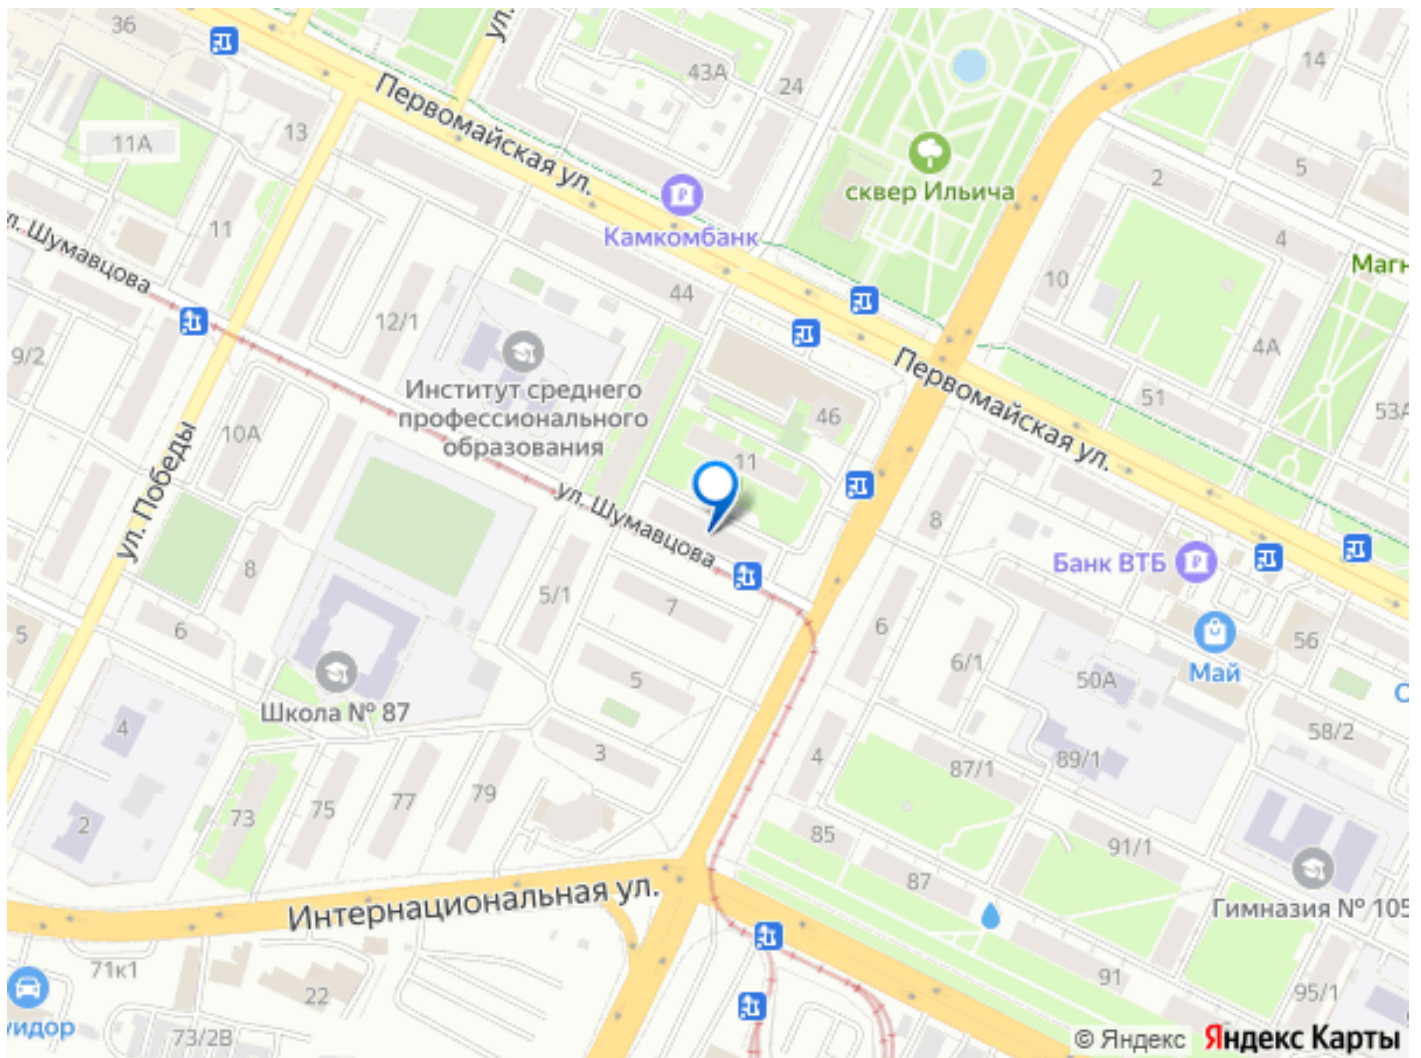 36
ул.
43А
24
14
Первомайская ул.
11А
13
5
2
сквер Ильича
11
Камкомбанк
4
л. Шумавцова
Магн
10
44
12/1
9/2
4А
Институт среднего
профессионального
образования
Первомайская ул.
51
53А
46
10А
11
ул. Победы
ул. Шумавцова
8
Банк ВТБ
8
5/1
7
6
6
5
56
6/1
Май
50А
5
С
Школа № 87
4
58/2
3
4
89/1
87/1
79
77
75
73
2
85
91/1
87
Интернациональная ул.
Гимназия № 105
71к1
91
22
95/1
уидор
73/2В
© Яндекс Яндекс Карты